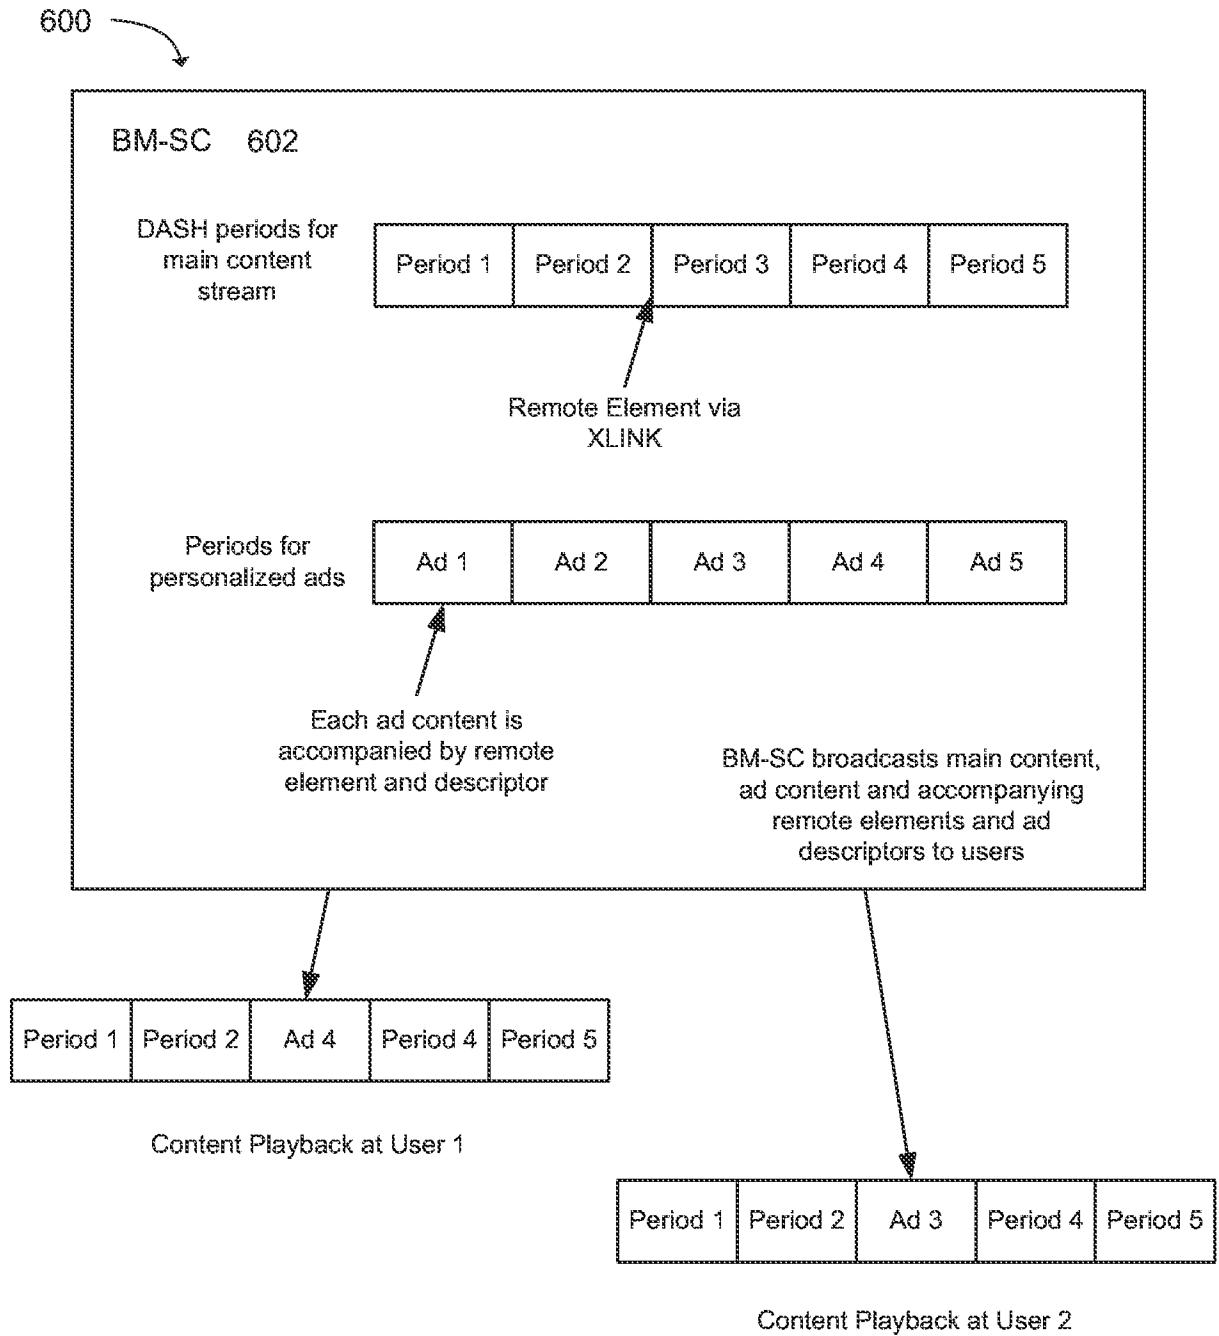 600
BM-SC 602
DASH periods for
main content
stream
Period 1 Period 2 Period 3 Period 4 Period 5
Remote Element via
XLINK
Periods for
personalized ads
Ad 1 Ad 2 Ad 3 Ad 4 Ad 5
Each ad content is
accompanied by remote
element and descriptor
BM-SC broadcasts main content,
ad content and accompanying
remote elements and ad
descriptors to users
Period 1 Period 2 Ad 4 Period 4 Period 5
Content Playback at User 1
Period 1 Period 2 Ad 3 Period 4 Period 5
Content Playback at User 2